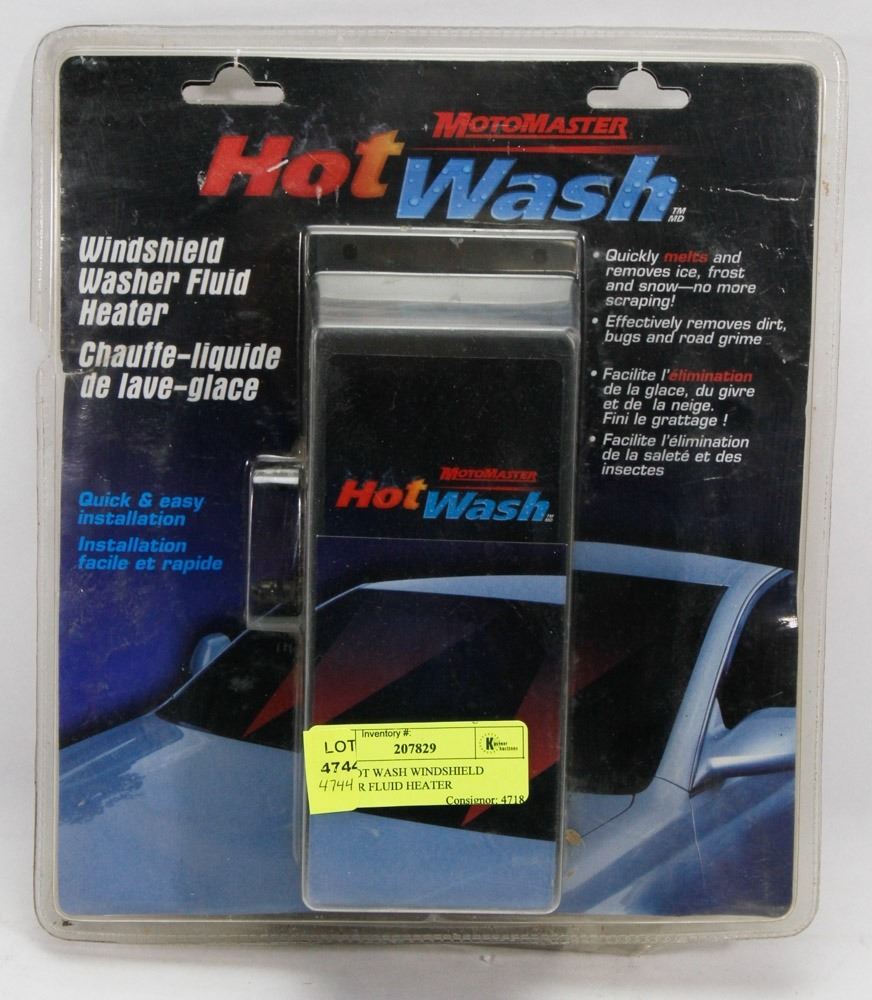 MOTOMASTER
Hot Wash
TM
MD
Windshield
Washer Fluid
Heater
Chauffe-liquide
de lave-glace
Quick & easy
installation
Installation
facile et rapide
• Quickly melts and
removes ice, frost
and snow—no more
scraping!
• Effectively removes dirt,
bugs and road grime
• Facilite l'élimination
de la glace, du givre
et de la neige.
Fini le grattage !
• Facilite l'élimination
de la saleté et des
insectes
MOTOMASTER
Hot Wash
TM
MD
LOT
4744
4744
Inventory #:
207829
OT WASH WINDSHIELD
R FLUID HEATER
Consignor: 4718